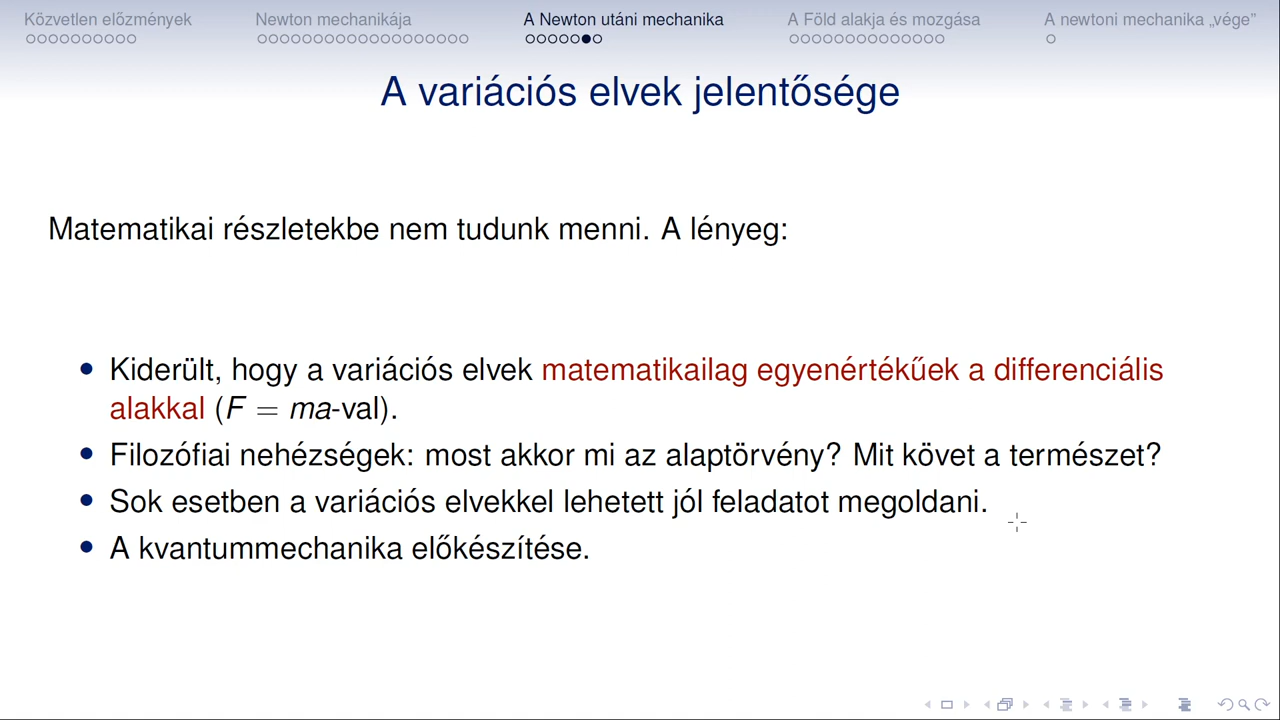 Közvetlen előzmények
Newton mechanikája
A Newton utáni mechanika
A Föld alakja és mozgása
A newtoni mechanika „vége”
A variációs elvek jelentősége
Matematikai részletekbe nem tudunk menni. A lényeg:
Kiderült, hogy a variációs elvek matematikailag egyenértékűek a differenciális
alakkal (F = ma-val).
Filozófiai nehézségek: most akkor mi az alaptörvény? Mit követ a természet?
Sok esetben a variációs elvekkel lehetett jól feladatot megoldani.
A kvantummechanika előkészítése.